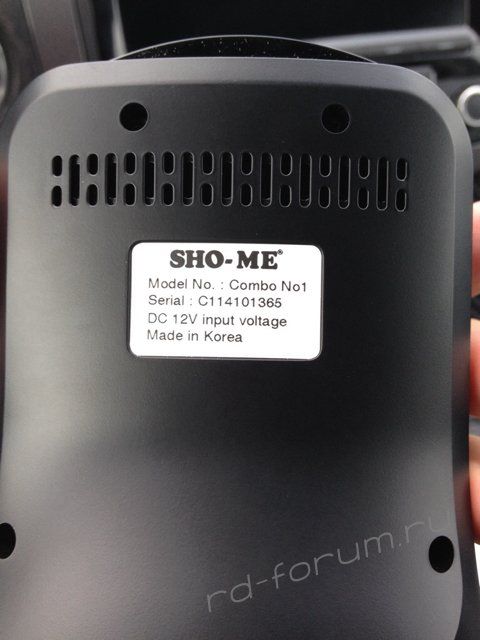 SHO-ME®
Model No. : Combo No1
Serial : C114101365
DC 12V input voltage
Made in Korea
rd-forum.ru